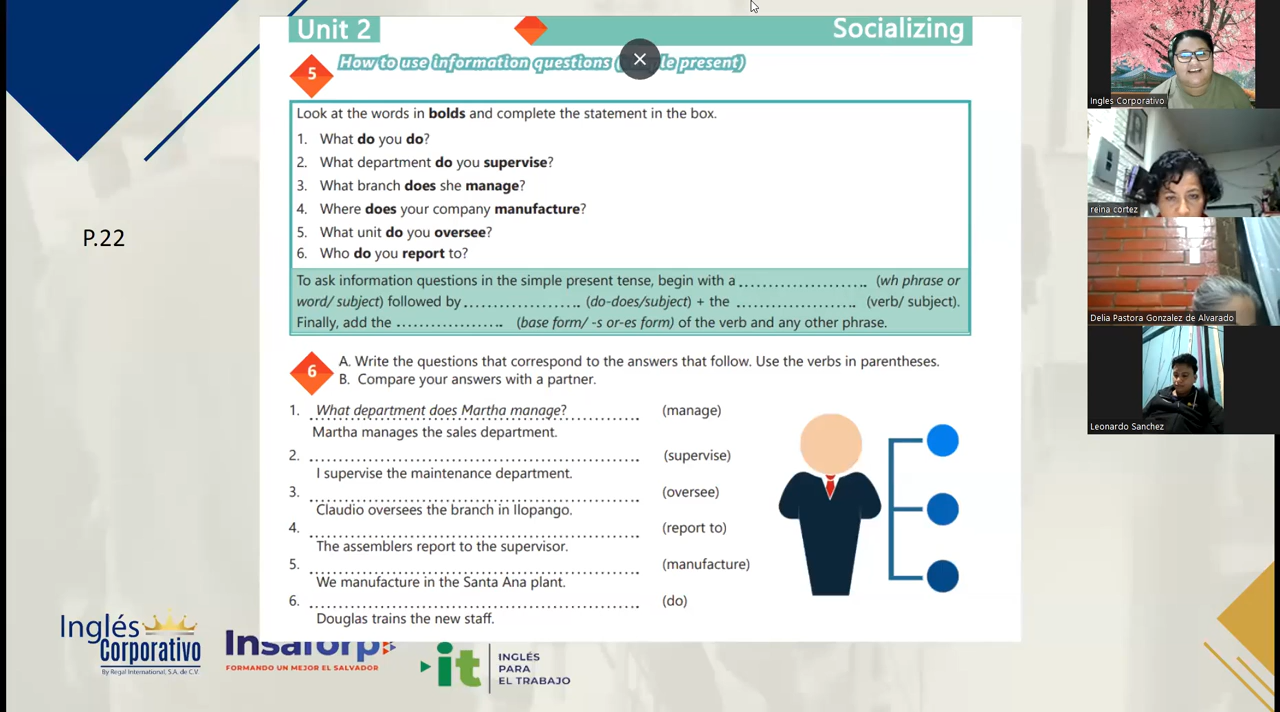 Unit 2
Socializing
5
How to use information questions (
le present)
Look at the words in bolds and complete the statement in the box.
1. What do you do?
2. What department do you supervise?
3. What branch does she manage?
4. Where does your company manufacture?
5. What unit do you oversee?
6. Who do you report to?
To ask information questions in the simple present tense, begin with a ........................ (wh phrase or
word/ subject) followed by ...................... (do-does/subject) + the ...................... (verb/ subject).
Finally, add the .................... (base form/ -s or-es form) of the verb and any other phrase.
6
A. Write the questions that correspond to the answers that follow. Use the verbs in parentheses.
B. Compare your answers with a partner.
1. What department does Martha manage? (manage)
Martha manages the sales department.
2. (supervise)
I supervise the maintenance department.
3. (oversee)
Claudio oversees the branch in Ilopango.
4. (report to)
The assemblers report to the supervisor.
5. (manufacture)
We manufacture in the Santa Ana plant.
6. (do)
Douglas trains the new staff.
P.22
Inglés
Corporativo
By Regal International, S.A. de C.V.
Insaforp
FORMANDO UN MEJOR EL SALVADOR
it
INGLÉS
PARA
EL TRABAJO
Ingles Corporativo
reina cortez
Delia Pastora Gonzalez de Alvarado
Leonardo Sanchez